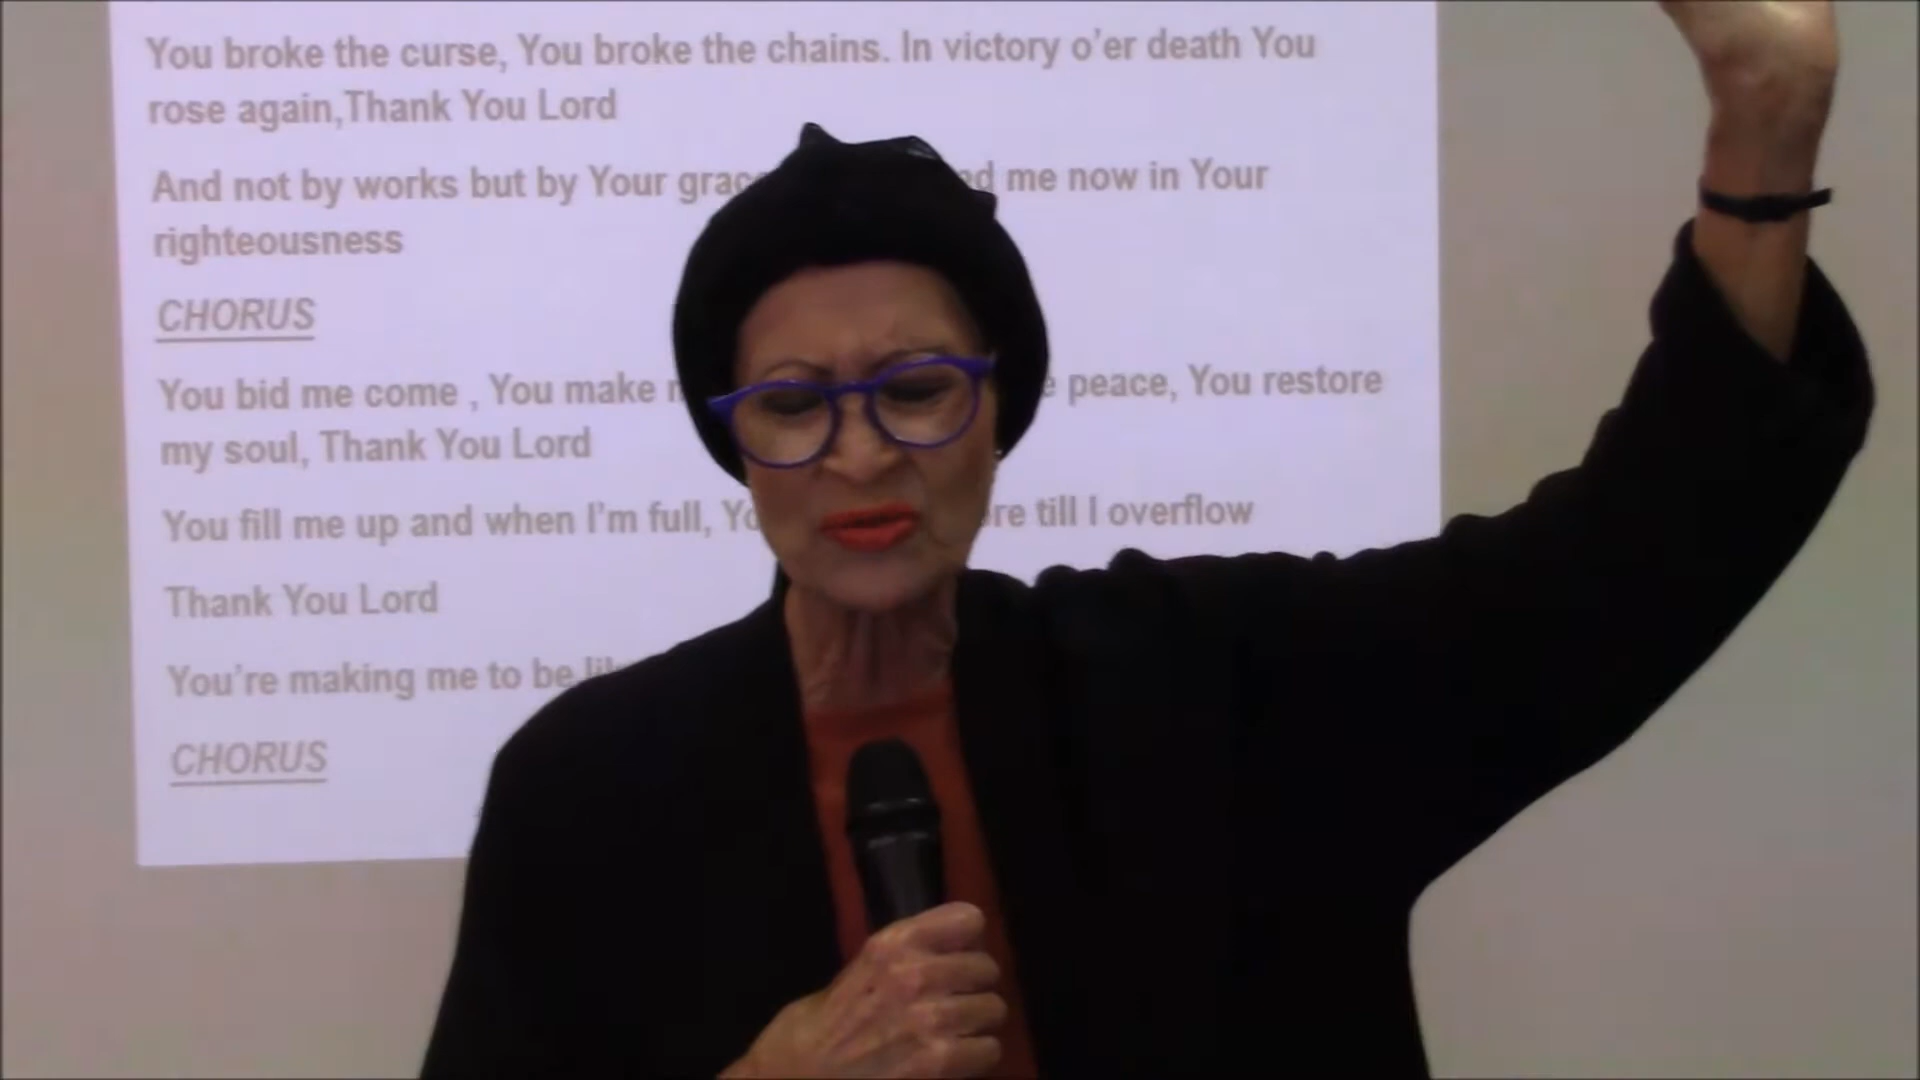 You broke the curse, You broke the chains. In victory o'er death You
rose again,Thank You Lord
And not by works but by Your me now in Your
righteousness
CHORUS
You bid me come , You make peace, You restore
my soul, Thank You Lord
You fill me up and when I'm full, till I overflow
Thank You Lord
You're making me to be
CHORUS